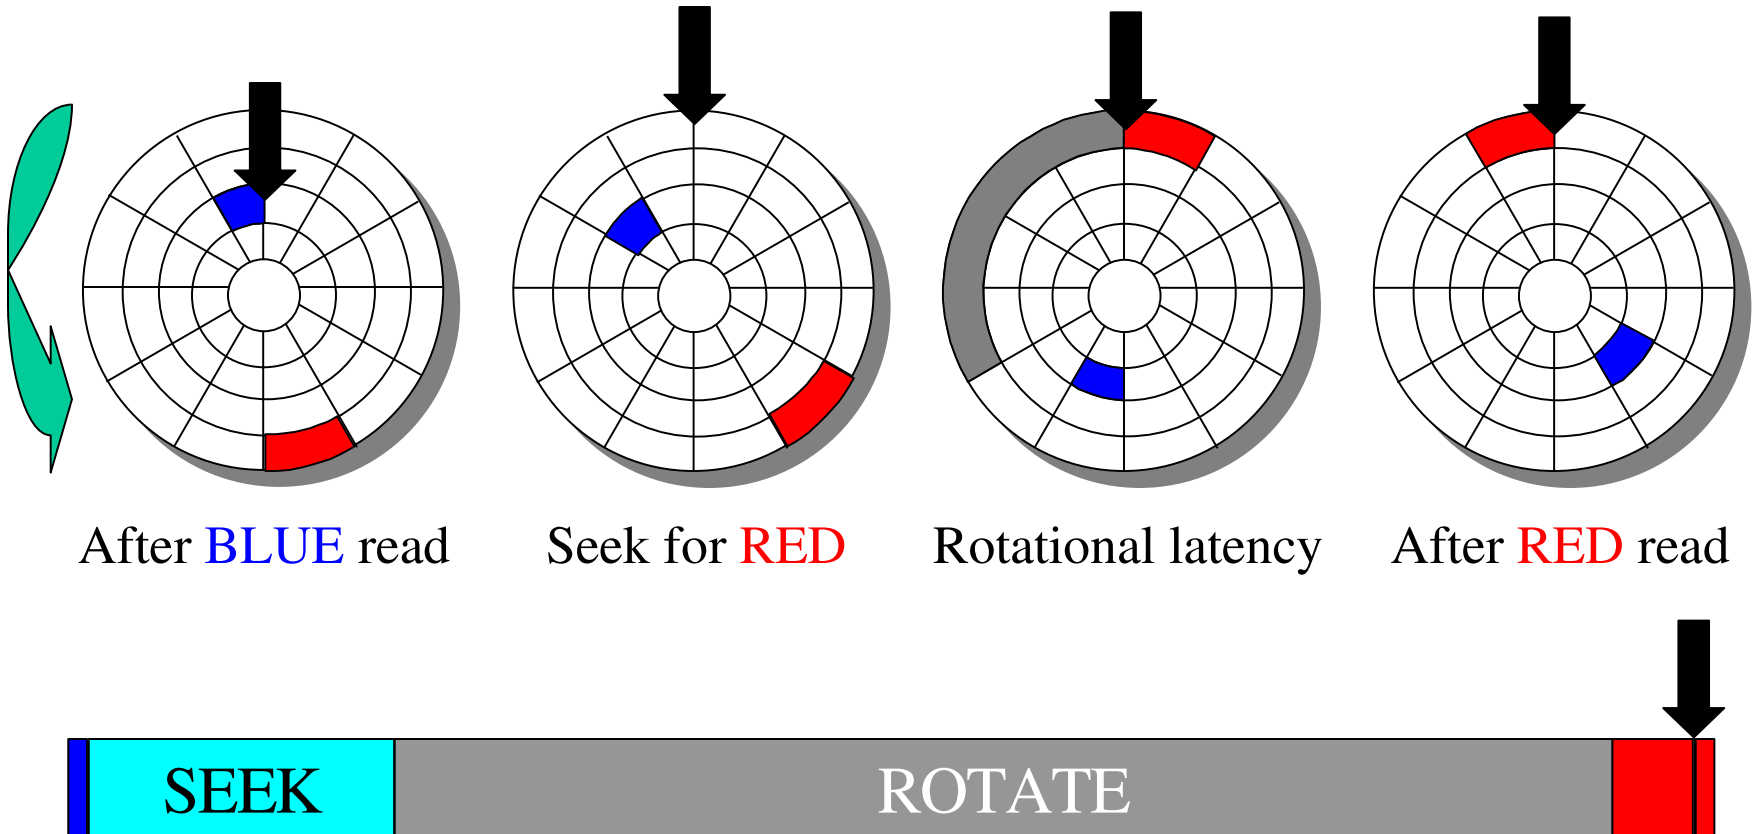 After BLUE read
Seek for RED
Rotational latency
After RED read
SEEK
ROTATE